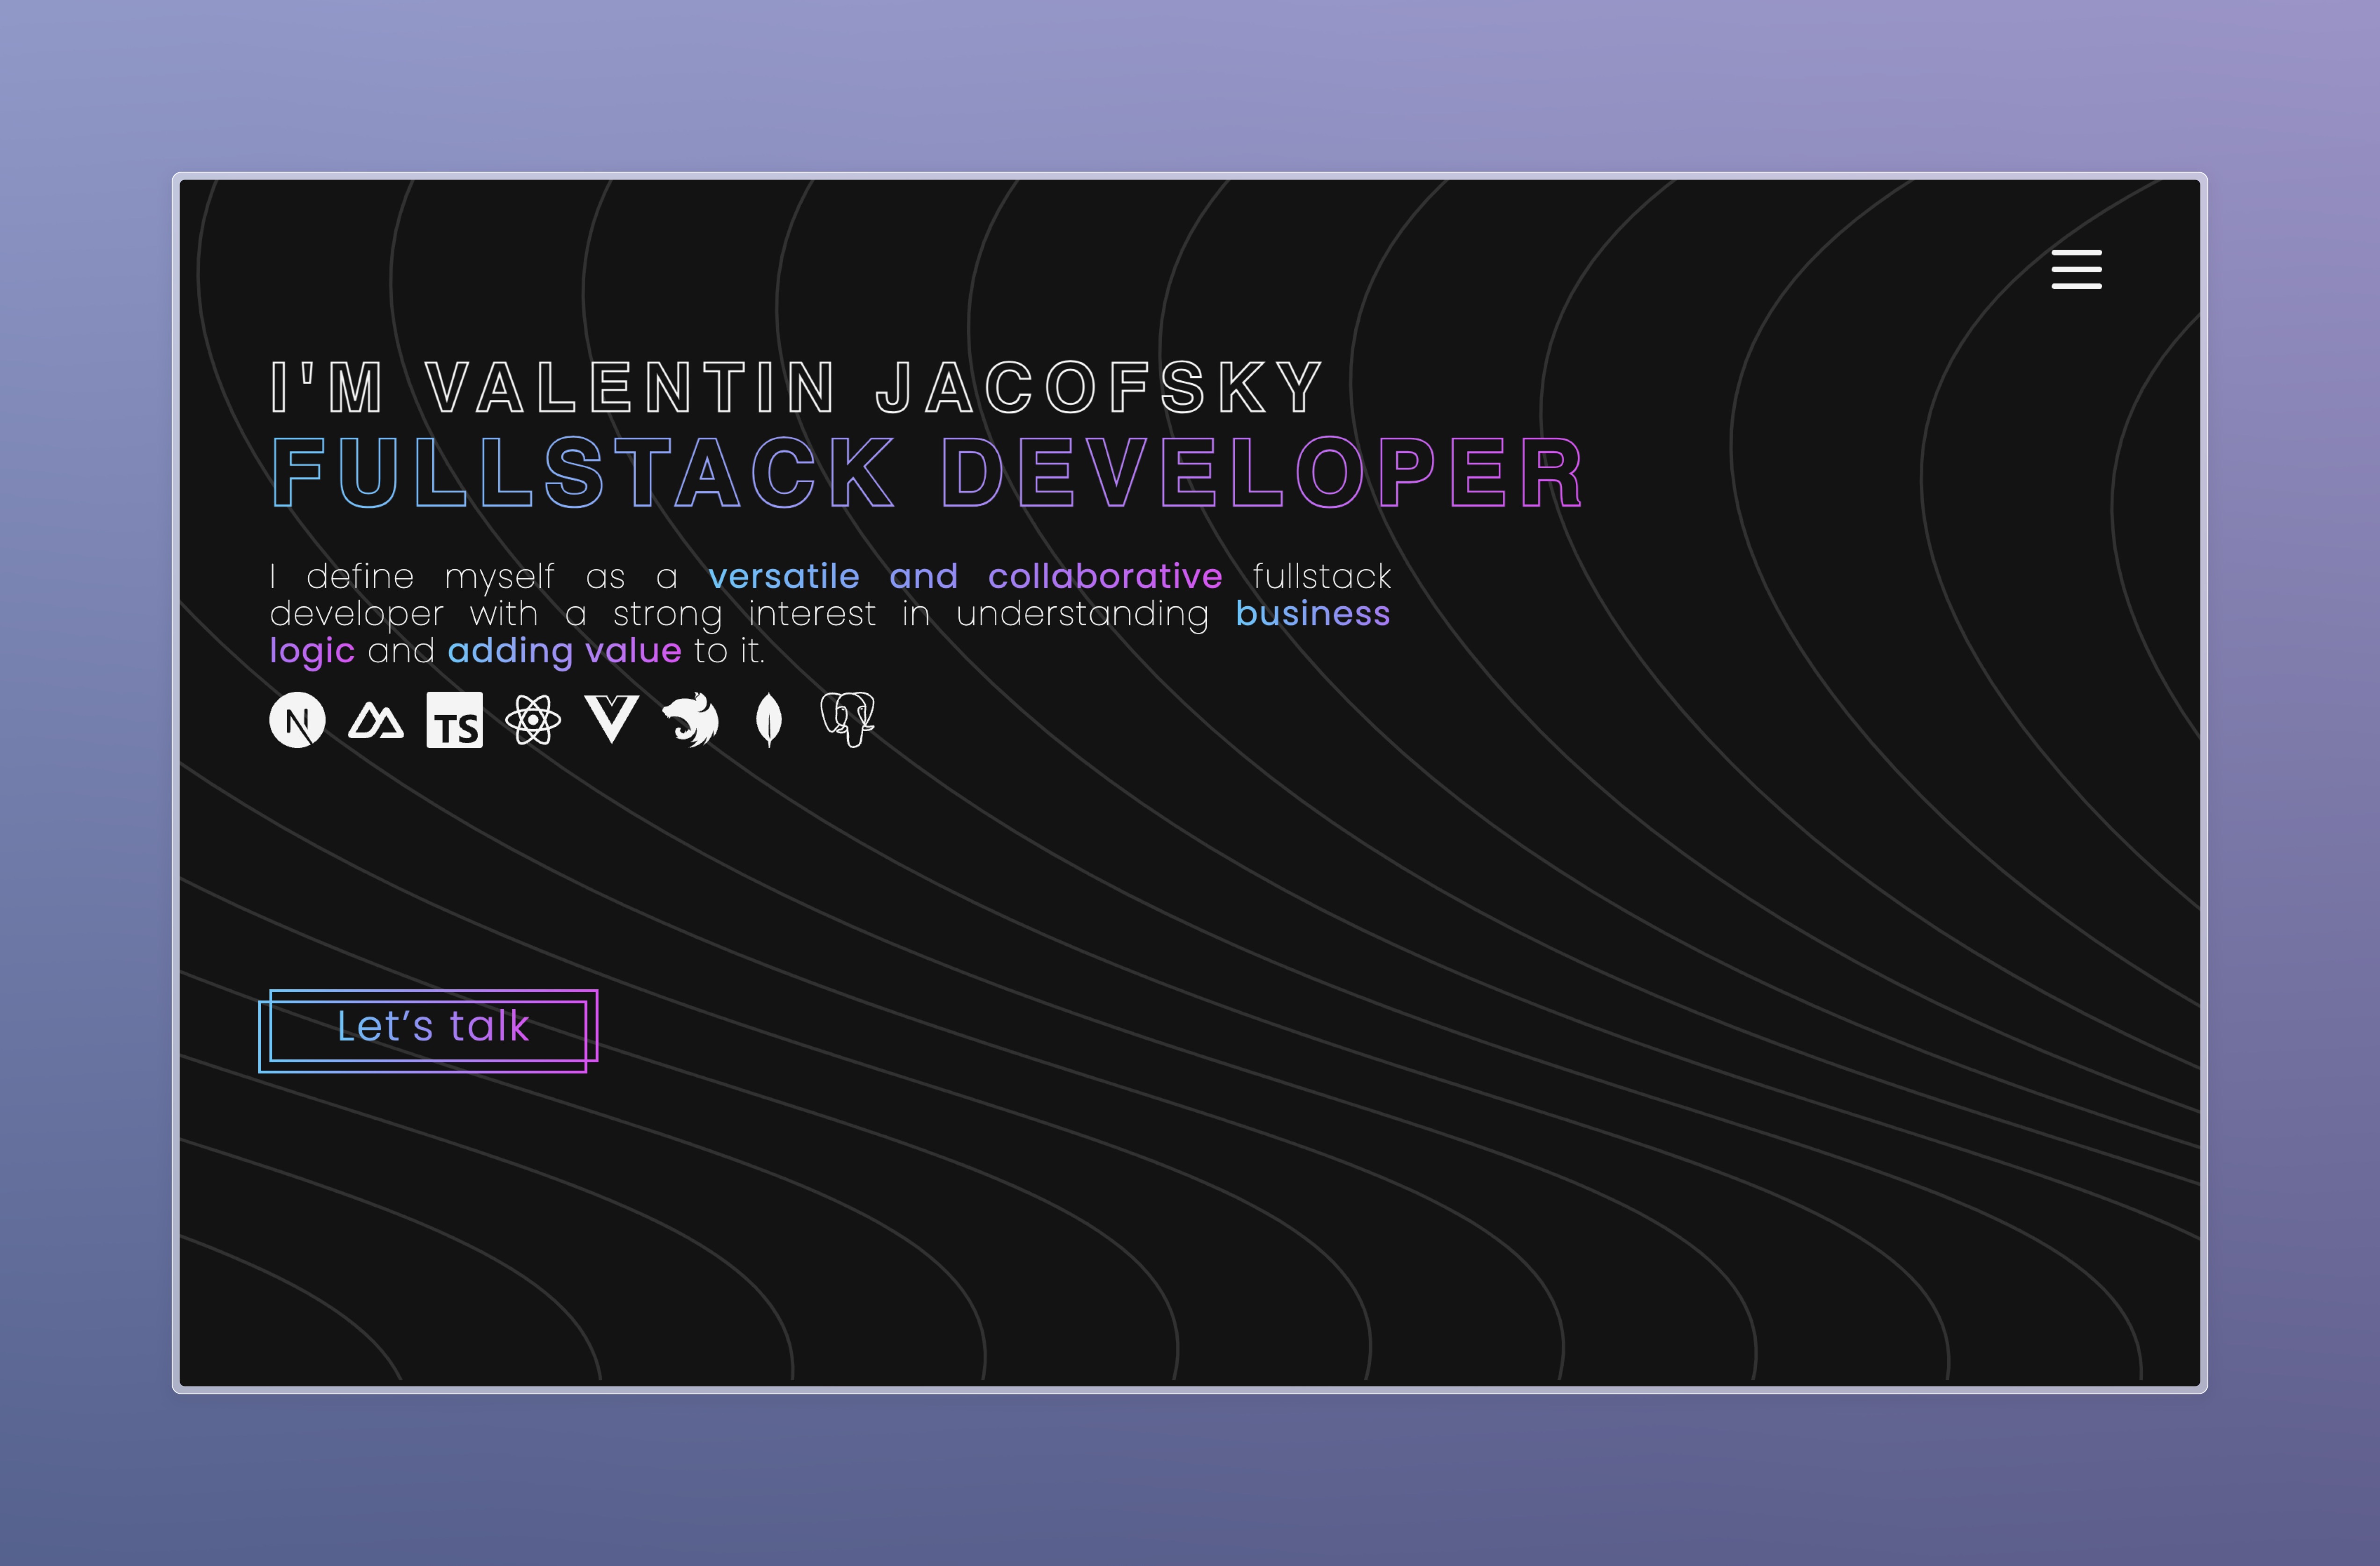 I'M VALENTIN JACOFSKY
FULLSTACK DEVELOPER
I define myself as a versatile and collaborative fullstack
developer with a strong interest in understanding business
logic and adding value to it.
N TS
Let's talk